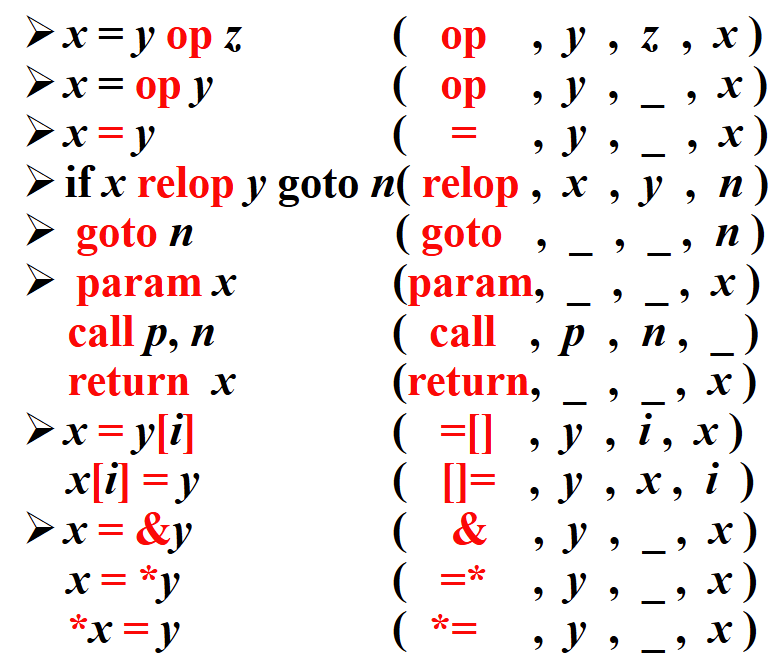 ➢ x = y op z ( op , y , z , x )
➢ x = op y ( op , y , _ , x )
➢ x = y ( = , y , _ , x )
➢ if x relop y goto n ( relop , x , y , n )
➢ goto n ( goto , _ , _ , n )
➢ param x (param, _ , _ , x )
call p, n ( call , p , n , _ )
return x (return, _ , _ , x )
➢ x = y[i] ( =[] , y , i , x )
x[i] = y ( []= , y , x , i )
➢ x = &y ( & , y , _ , x )
x = *y ( =* , y , _ , x )
*x = y ( *= , y , _ , x )